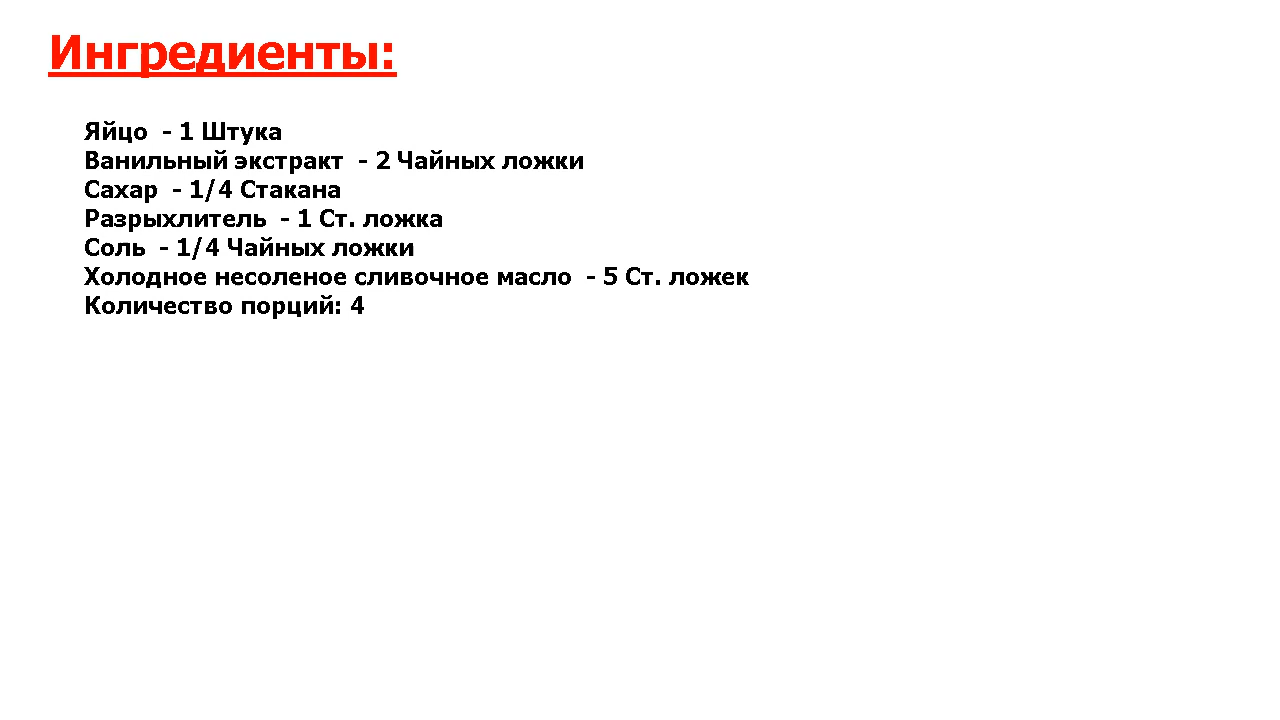 Ингредиенты:
Яйцо  - 1 Штука
Ванильный экстракт  - 2 Чайных ложки
Сахар  - 1/4 Стакана
Разрыхлитель  - 1 Ст. ложка
Соль  - 1/4 Чайных ложки
Холодное несоленое сливочное масло  - 5 Ст. ложек
Количество порций: 4